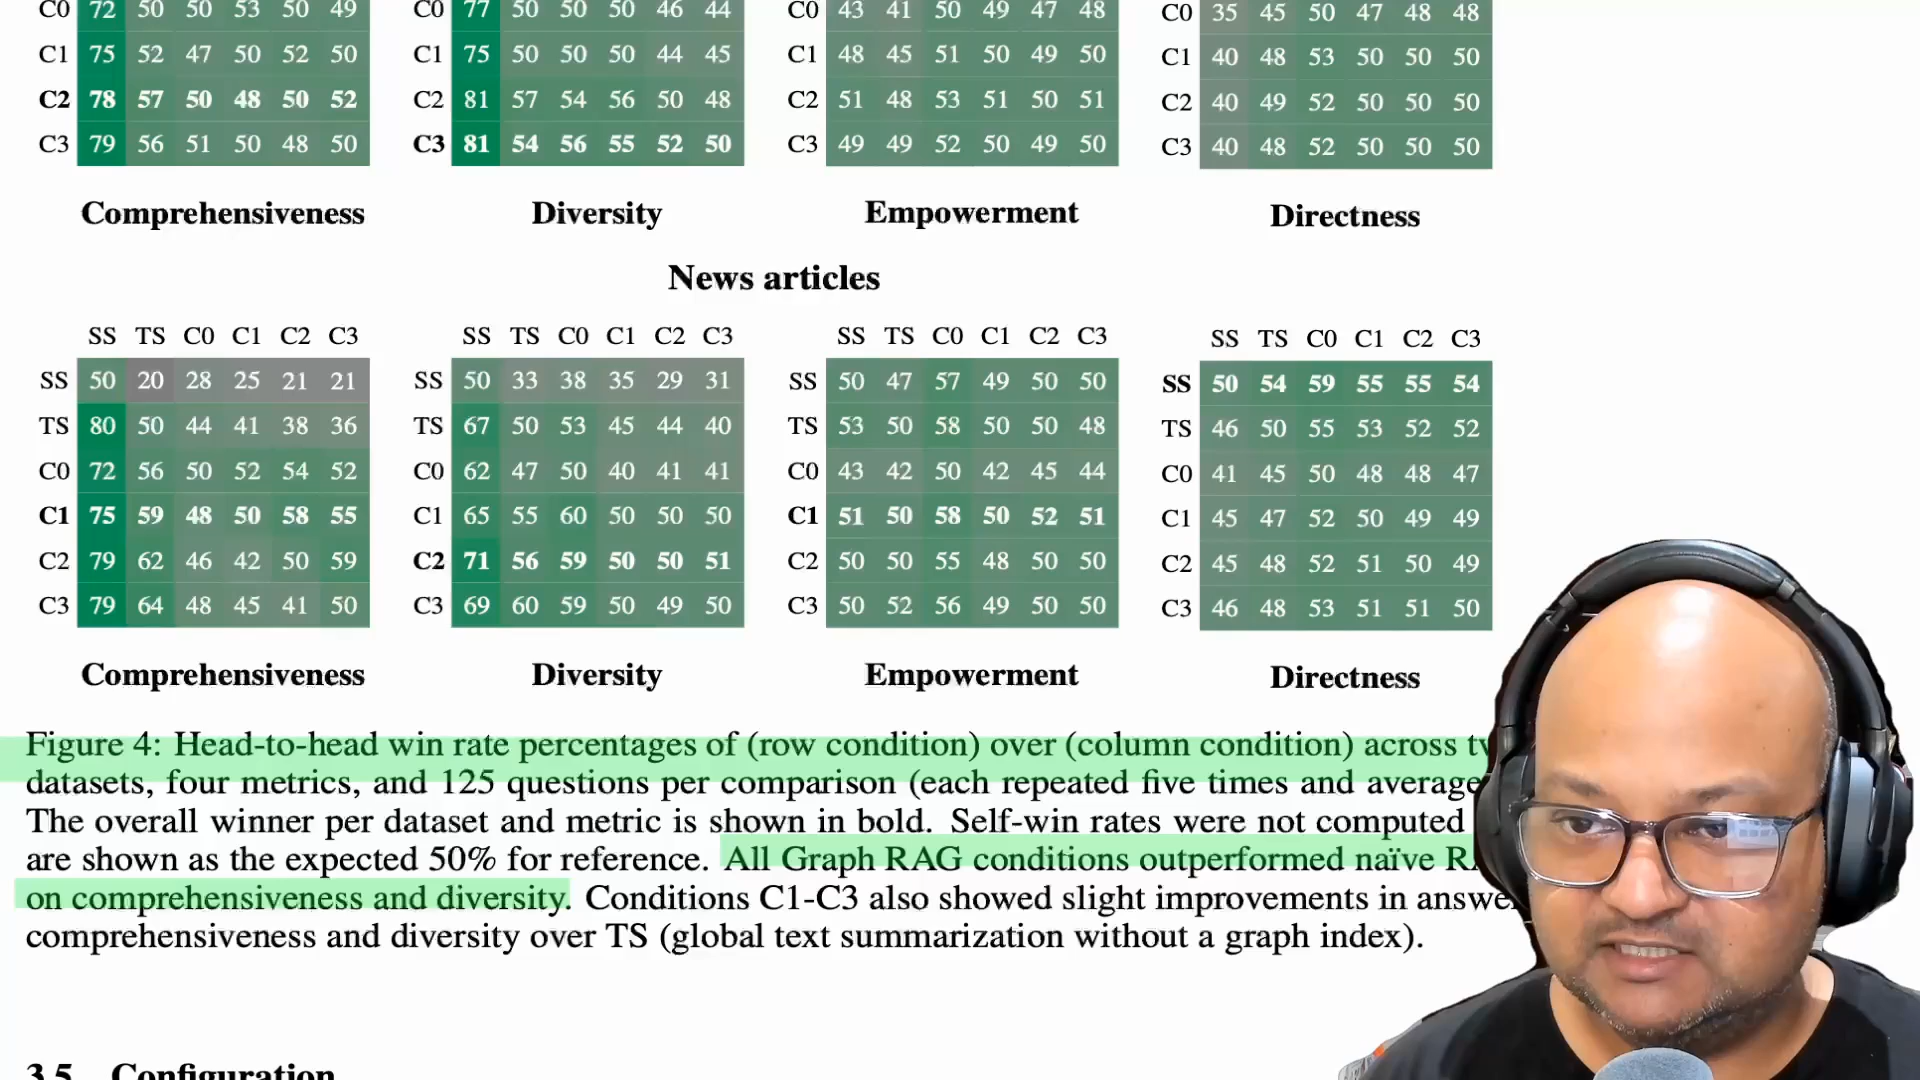 C0 72 50 50 53 50 49
C1 75 52 47 50 52 50
C2 78 57 50 48 50 52
C3 79 56 51 50 48 50
Comprehensiveness
C0 77 50 50 50 46 44
C1 75 50 50 50 44 45
C2 81 57 54 56 50 48
C3 81 54 56 55 52 50
Diversity
C0 43 41 50 49 47 48
C1 48 45 51 50 49 50
C2 51 48 53 51 50 51
C3 49 49 52 50 49 50
Empowerment
C0 35 45 50 47 48 48
C1 40 48 53 50 50 50
C2 40 49 52 50 50 50
C3 40 48 52 50 50 50
Directness
News articles
SS TS C0 C1 C2 C3
SS 50 20 28 25 21 21
TS 80 50 44 41 38 36
C0 72 56 50 52 54 52
C1 75 59 48 50 58 55
C2 79 62 46 42 50 59
C3 79 64 48 45 41 50
Comprehensiveness
SS TS C0 C1 C2 C3
SS 50 33 38 35 29 31
TS 67 50 53 45 44 40
C0 62 47 50 40 41 41
C1 65 55 60 50 50 50
C2 71 56 59 50 50 51
C3 69 60 59 50 49 50
Diversity
SS TS C0 C1 C2 C3
SS 50 47 57 49 50 50
TS 53 50 58 50 50 48
C0 43 42 50 42 45 44
C1 51 50 58 50 52 51
C2 50 50 55 48 50 50
C3 50 52 56 49 50 50
Empowerment
SS TS C0 C1 C2 C3
SS 50 54 59 55 55 54
TS 46 50 55 53 52 52
C0 41 45 50 48 48 47
C1 45 47 52 50 49 49
C2 45 48 52 51 50 49
C3 46 48 53 51 51 50
Directness
Figure 4: Head-to-head win rate percentages of (row condition) over (column condition) across
datasets, four metrics, and 125 questions per comparison (each repeated five times and average
The overall winner per dataset and metric is shown in bold. Self-win rates were not computed
are shown as the expected 50% for reference. All Graph RAG conditions outperformed naïve
on comprehensiveness and diversity. Conditions C1-C3 also showed slight improvements in answe
comprehensiveness and diversity over TS (global text summarization without a graph index).
3.5 Configuration